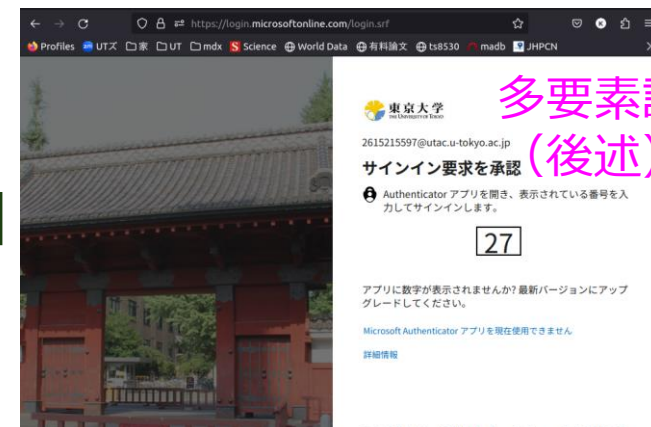 https://login.microsoftonline.com/login.srf
Profiles UTズ 家 UT mdx S Science World Data 有料論文 ts8530 madb JHPCN
東京大学
THE UNIVERSITY OF TOKYO
多要素
2615215597@utac.u-tokyo.ac.jp
サインイン要求を承認
(後述)
Authenticator アプリを開き、表示されている番号を入
力してサインインします。
27
アプリに数字が表示されませんか? 最新バージョンにアップ
グレードしてください。
Microsoft Authenticator アプリを現在使用できません
詳細情報